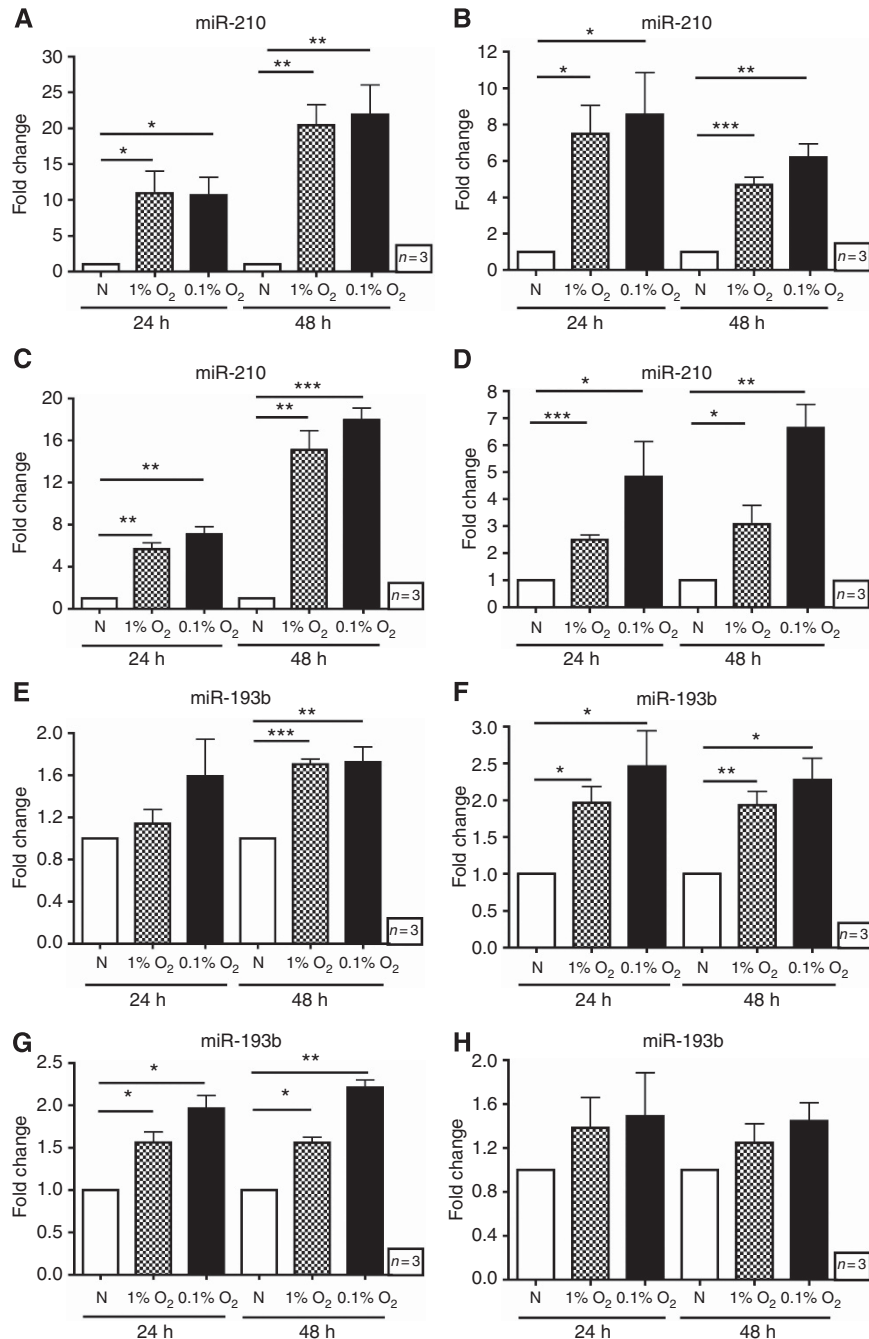 A
miR-210
Fold change
30
25
20
15
10
5
0
*
*
**
**
N 1% O2 0.1% O2 N 1% O2 0.1% O2
24 h 48 h
n=3
B
miR-210
Fold change
12
10
8
6
4
2
0
*
*
**
***
N 1% O2 0.1% O2 N 1% O2 0.1% O2
24 h 48 h
n=3
C
miR-210
Fold change
20
16
12
8
4
0
**
**
***
**
N 1% O2 0.1% O2 N 1% O2 0.1% O2
24 h 48 h
n=3
D
miR-210
Fold change
8
7
6
5
4
3
2
1
0
*
***
**
*
N 1% O2 0.1% O2 N 1% O2 0.1% O2
24 h 48 h
n=3
E
miR-193b
Fold change
2.0
1.6
1.2
0.8
0.4
0.0
**
***
N 1% O2 0.1% O2 N 1% O2 0.1% O2
24 h 48 h
n=3
F
miR-193b
Fold change
3.0
2.5
2.0
1.5
1.0
0.5
0.0
*
*
*
**
N 1% O2 0.1% O2 N 1% O2 0.1% O2
24 h 48 h
n=3
G
miR-193b
Fold change
2.5
2.0
1.5
1.0
0.5
0.0
*
*
**
*
N 1% O2 0.1% O2 N 1% O2 0.1% O2
24 h 48 h
n=3
H
miR-193b
Fold change
2.0
1.6
1.2
0.8
0.4
0.0
N 1% O2 0.1% O2 N 1% O2 0.1% O2
24 h 48 h
n=3